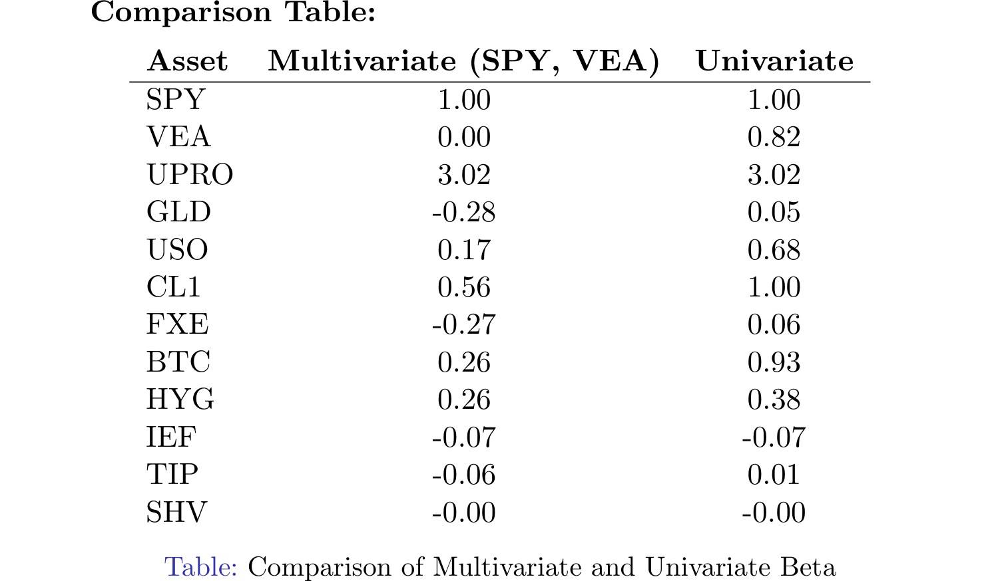 Comparison Table:
Asset Multivariate (SPY, VEA) Univariate
SPY 1.00 1.00
VEA 0.00 0.82
UPRO 3.02 3.02
GLD -0.28 0.05
USO 0.17 0.68
CL1 0.56 1.00
FXE -0.27 0.06
BTC 0.26 0.93
HYG 0.26 0.38
IEF -0.07 -0.07
TIP -0.06 0.01
SHV -0.00 -0.00
Table: Comparison of Multivariate and Univariate Beta